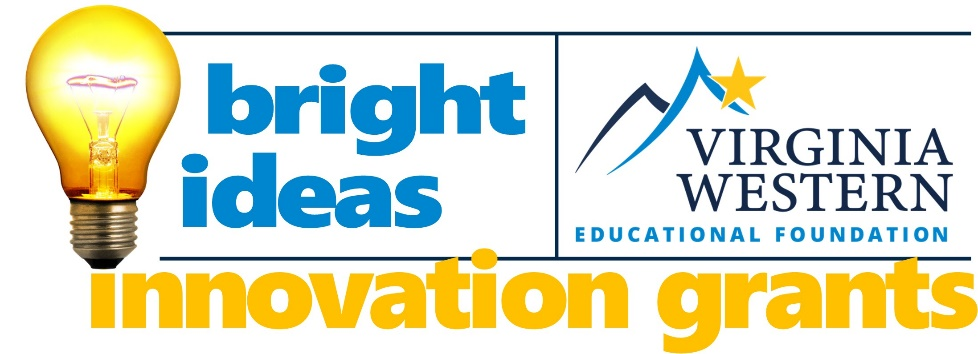 bright
ideas
VIRGINIA
WESTERN
EDUCATIONAL FOUNDATION
innovation grants